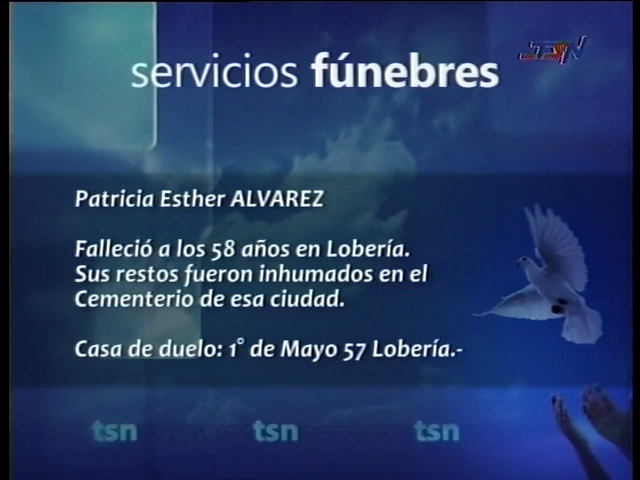 servicios fúnebres
TSN
Patricia Esther ALVAREZ
Falleció a los 58 años en Lobería.
Sus restos fueron inhumados en el
Cementerio de esa ciudad.
Casa de duelo: 1° de Mayo 57 Lobería.-
tsn tsn tsn